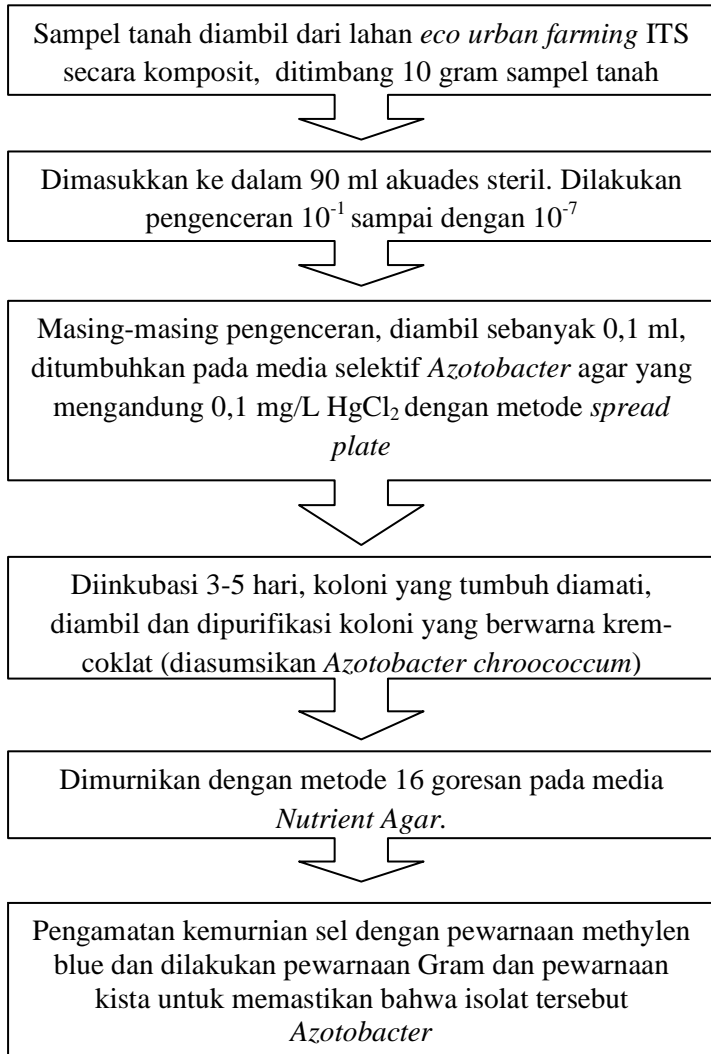 Sampel tanah diambil dari lahan eco urban farming ITS
secara komposit,  ditimbang 10 gram sampel tanah
Dimasukkan ke dalam 90 ml akuades steril. Dilakukan
pengenceran 10⁻¹ sampai dengan 10⁻⁷
Masing-masing pengenceran, diambil sebanyak 0,1 ml,
ditumbuhkan pada media selektif Azotobacter agar yang
mengandung 0,1 mg/L HgCl₂ dengan metode spread
plate
Diinkubasi 3-5 hari, koloni yang tumbuh diamati,
diambil dan dipurifikasi koloni yang berwarna krem-
coklat (diasumsikan Azotobacter chroococcum)
Dimurnikan dengan metode 16 goresan pada media
Nutrient Agar.
Pengamatan kemurnian sel dengan pewarnaan methylen
blue dan dilakukan pewarnaan Gram dan pewarnaan
kista untuk memastikan bahwa isolat tersebut
Azotobacter